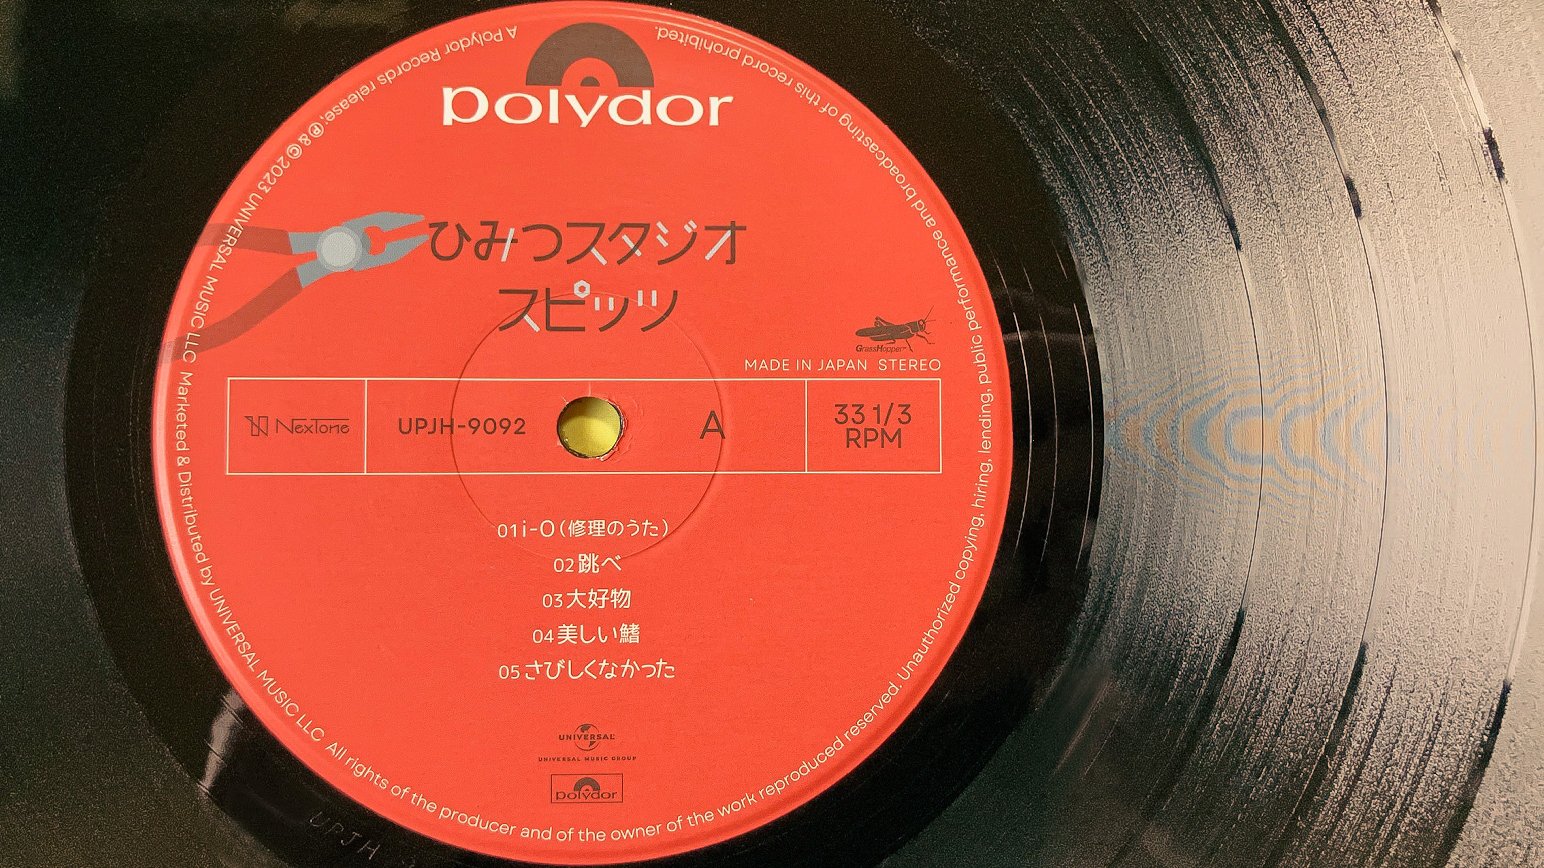 polydor
ひみつスタジオ
スピッツ
GrassHopper
MADE IN JAPAN STEREO
NexTone
UPJH-9092
A
33 1/3
RPM
01 i-O（修理のうた）
02 跳べ
03 大好物
04 美しい鰭
05 さびしくなかった
UNIVERSAL
UNIVERSAL MUSIC GROUP
polydor
A Polydor Records release; ℗&© 2023 UNIVERSAL MUSIC LLC Marketed & Distributed by UNIVERSAL MUSIC LLC All rights of the producer and of the owner of the work reproduced reserved. Unauthorized copying, hiring, lending, public performance and broadcasting of this record prohibited.
UPJH